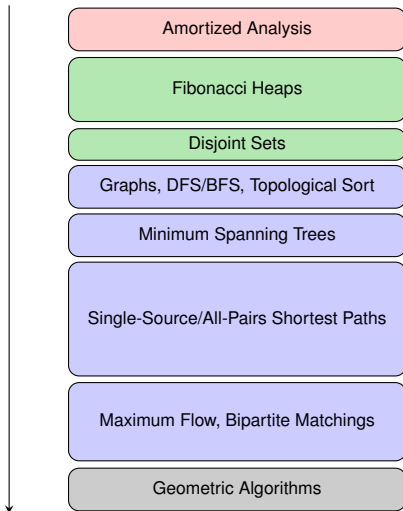 Amortized Analysis
Fibonacci Heaps
Disjoint Sets
Graphs, DFS/BFS, Topological Sort
Minimum Spanning Trees
Single-Source/All-Pairs Shortest Paths
Maximum Flow, Bipartite Matchings
Geometric Algorithms